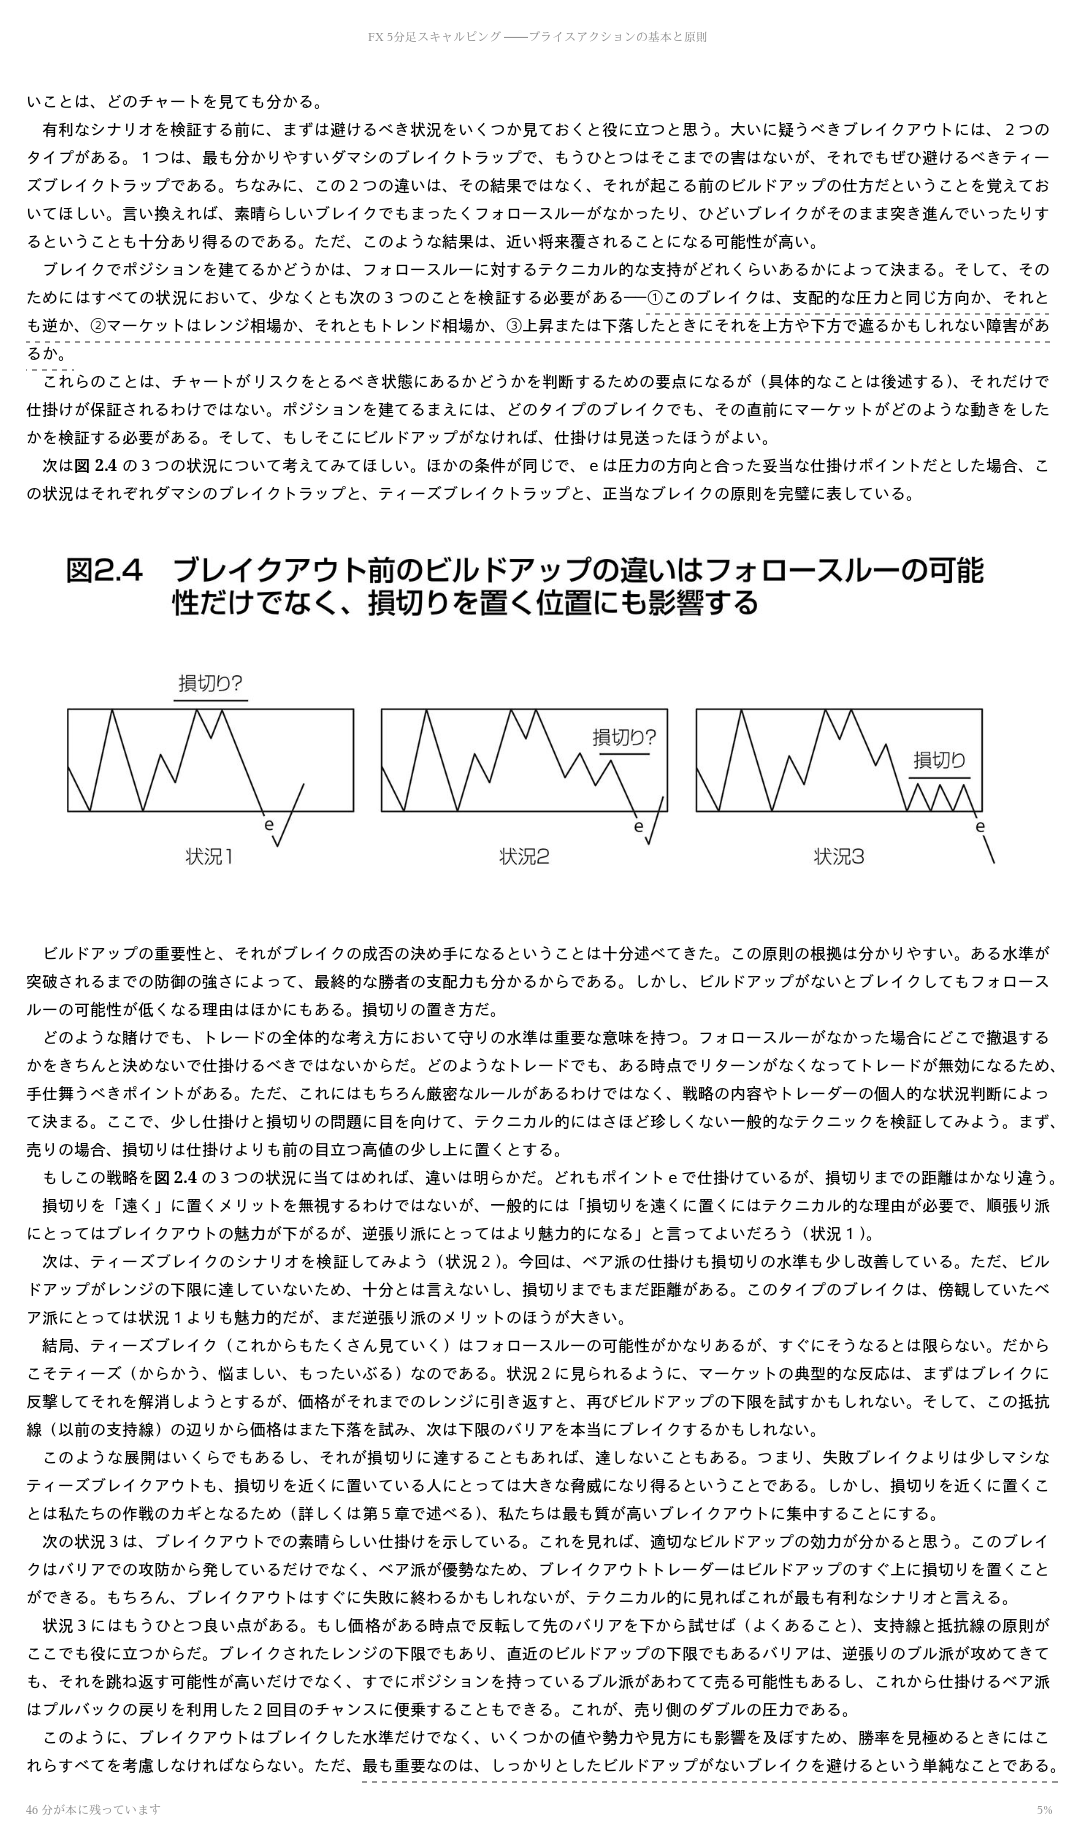 FX 5分足スキャルピング ――プライスアクションの基本と原則
いことは、どのチャートを見ても分かる。
有利なシナリオを検証する前に、まずは避けるべき状況をいくつか見ておくと役に立つと思う。大いに疑うべきブレイクアウトには、２つの
タイプがある。１つは、最も分かりやすいダマシのブレイクトラップで、もうひとつはそこまでの害はないが、それでもぜひ避けるべきティー
ズブレイクトラップである。ちなみに、この２つの違いは、その結果ではなく、それが起こる前のビルドアップの仕方だということを覚えてお
いてほしい。言い換えれば、素晴らしいブレイクでもまったくフォロースルーがなかったり、ひどいブレイクがそのまま突き進んでいったりす
るということも十分あり得るのである。ただ、このような結果は、近い将来覆されることになる可能性が高い。
ブレイクでポジションを建てるかどうかは、フォロースルーに対するテクニカル的な支持がどれくらいあるかによって決まる。そして、その
ためにはすべての状況において、少なくとも次の３つのことを検証する必要がある──①このブレイクは、支配的な圧力と同じ方向か、それと
も逆か、②マーケットはレンジ相場か、それともトレンド相場か、③上昇または下落したときにそれを上方や下方で遮るかもしれない障害があ
るか。
これらのことは、チャートがリスクをとるべき状態にあるかどうかを判断するための要点になるが（具体的なことは後述する）、それだけで
仕掛けが保証されるわけではない。ポジションを建てるまえには、どのタイプのブレイクでも、その直前にマーケットがどのような動きをした
かを検証する必要がある。そして、もしそこにビルドアップがなければ、仕掛けは見送ったほうがよい。
次は図 2.4 の３つの状況について考えてみてほしい。ほかの条件が同じで、ｅは圧力の方向と合った妥当な仕掛けポイントだとした場合、こ
の状況はそれぞれダマシのブレイクトラップと、ティーズブレイクトラップと、正当なブレイクの原則を完璧に表している。
図2.4　ブレイクアウト前のビルドアップの違いはフォロースルーの可能
性だけでなく、損切りを置く位置にも影響する
損切り?
損切り?
損切り
e
e
e
状況1
状況2
状況3
ビルドアップの重要性と、それがブレイクの成否の決め手になるということは十分述べてきた。この原則の根拠は分かりやすい。ある水準が
突破されるまでの防御の強さによって、最終的な勝者の支配力も分かるからである。しかし、ビルドアップがないとブレイクしてもフォロース
ルーの可能性が低くなる理由はほかにもある。損切りの置き方だ。
どのような賭けでも、トレードの全体的な考え方において守りの水準は重要な意味を持つ。フォロースルーがなかった場合にどこで撤退する
かをきちんと決めないで仕掛けるべきではないからだ。どのようなトレードでも、ある時点でリターンがなくなってトレードが無効になるため、
手仕舞うべきポイントがある。ただ、これにはもちろん厳密なルールがあるわけではなく、戦略の内容やトレーダーの個人的な状況判断によっ
て決まる。ここで、少し仕掛けと損切りの問題に目を向けて、テクニカル的にはさほど珍しくない一般的なテクニックを検証してみよう。まず、
売りの場合、損切りは仕掛けよりも前の目立つ高値の少し上に置くとする。
もしこの戦略を図 2.4 の３つの状況に当てはめれば、違いは明らかだ。どれもポイントｅで仕掛けているが、損切りまでの距離はかなり違う。
損切りを「遠く」に置くメリットを無視するわけではないが、一般的には「損切りを遠くに置くにはテクニカル的な理由が必要で、順張り派
にとってはブレイクアウトの魅力が下がるが、逆張り派にとってはより魅力的になる」と言ってよいだろう（状況１）。
次は、ティーズブレイクのシナリオを検証してみよう（状況２）。今回は、ベア派の仕掛けも損切りの水準も少し改善している。ただ、ビル
ドアップがレンジの下限に達していないため、十分とは言えないし、損切りまでもまだ距離がある。このタイプのブレイクは、傍観していたベ
ア派にとっては状況１よりも魅力的だが、まだ逆張り派のメリットのほうが大きい。
結局、ティーズブレイク（これからもたくさん見ていく）はフォロースルーの可能性がかなりあるが、すぐにそうなるとは限らない。だから
こそティーズ（からかう、悩ましい、もったいぶる）なのである。状況２に見られるように、マーケットの典型的な反応は、まずはブレイクに
反撃してそれを解消しようとするが、価格がそれまでのレンジに引き返すと、再びビルドアップの下限を試すかもしれない。そして、この抵抗
線（以前の支持線）の辺りから価格はまた下落を試み、次は下限のバリアを本当にブレイクするかもしれない。
このような展開はいくらでもあるし、それが損切りに達することもあれば、達しないこともある。つまり、失敗ブレイクよりは少しマシな
ティーズブレイクアウトも、損切りを近くに置いている人にとっては大きな脅威になり得るということである。しかし、損切りを近くに置くこ
とは私たちの作戦のカギとなるため（詳しくは第５章で述べる）、私たちは最も質が高いブレイクアウトに集中することにする。
次の状況３は、ブレイクアウトでの素晴らしい仕掛けを示している。これを見れば、適切なビルドアップの効力が分かると思う。このブレイ
クはバリアでの攻防から発しているだけでなく、ベア派が優勢なため、ブレイクアウトトレーダーはビルドアップのすぐ上に損切りを置くこと
ができる。もちろん、ブレイクアウトはすぐに失敗に終わるかもしれないが、テクニカル的に見ればこれが最も有利なシナリオと言える。
状況３にはもうひとつ良い点がある。もし価格がある時点で反転して先のバリアを下から試せば（よくあること）、支持線と抵抗線の原則が
ここでも役に立つからだ。ブレイクされたレンジの下限でもあり、直近のビルドアップの下限でもあるバリアは、逆張りのブル派が攻めてきて
も、それを跳ね返す可能性が高いだけでなく、すでにポジションを持っているブル派があわてて売る可能性もあるし、これから仕掛けるベア派
はプルバックの戻りを利用した２回目のチャンスに便乗することもできる。これが、売り側のダブルの圧力である。
このように、ブレイクアウトはブレイクした水準だけでなく、いくつかの値や勢力や見方にも影響を及ぼすため、勝率を見極めるときにはこ
れらすべてを考慮しなければならない。ただ、最も重要なのは、しっかりとしたビルドアップがないブレイクを避けるという単純なことである。
46 分が本に残っています
5%